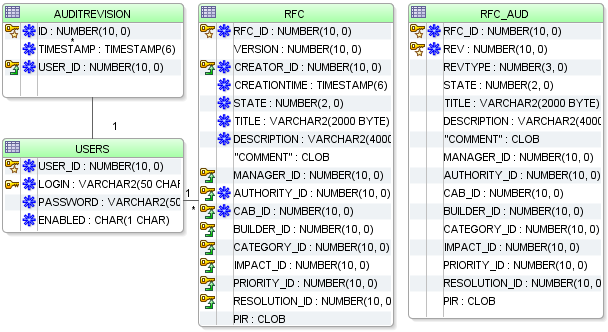 AUDITREVISION
ID : NUMBER(10, 0)
TIMESTAMP : TIMESTAMP(6)
*
USER_ID : NUMBER(10, 0)
1
USERS
USER_ID : NUMBER(10, 0)
LOGIN : VARCHAR2(50 CHAR
PASSWORD : VARCHAR2(50
ENABLED : CHAR(1 CHAR)
1
*
RFC
RFC_ID : NUMBER(10, 0)
VERSION : NUMBER(10, 0)
CREATOR_ID : NUMBER(10, 0)
CREATIONTIME : TIMESTAMP(6)
STATE : NUMBER(2, 0)
TITLE : VARCHAR2(2000 BYTE)
DESCRIPTION : VARCHAR2(4000
"COMMENT" : CLOB
MANAGER_ID : NUMBER(10, 0)
AUTHORITY_ID : NUMBER(10, 0)
CAB_ID : NUMBER(10, 0)
BUILDER_ID : NUMBER(10, 0)
CATEGORY_ID : NUMBER(10, 0)
IMPACT_ID : NUMBER(10, 0)
PRIORITY_ID : NUMBER(10, 0)
RESOLUTION_ID : NUMBER(10, 0
PIR : CLOB
RFC_AUD
RFC_ID : NUMBER(10, 0)
REV : NUMBER(10, 0)
REVTYPE : NUMBER(3, 0)
STATE : NUMBER(2, 0)
TITLE : VARCHAR2(2000 BYTE)
DESCRIPTION : VARCHAR2(4000
"COMMENT" : CLOB
MANAGER_ID : NUMBER(10, 0)
AUTHORITY_ID : NUMBER(10, 0)
CAB_ID : NUMBER(10, 0)
BUILDER_ID : NUMBER(10, 0)
CATEGORY_ID : NUMBER(10, 0)
IMPACT_ID : NUMBER(10, 0)
PRIORITY_ID : NUMBER(10, 0)
RESOLUTION_ID : NUMBER(10, 0
PIR : CLOB